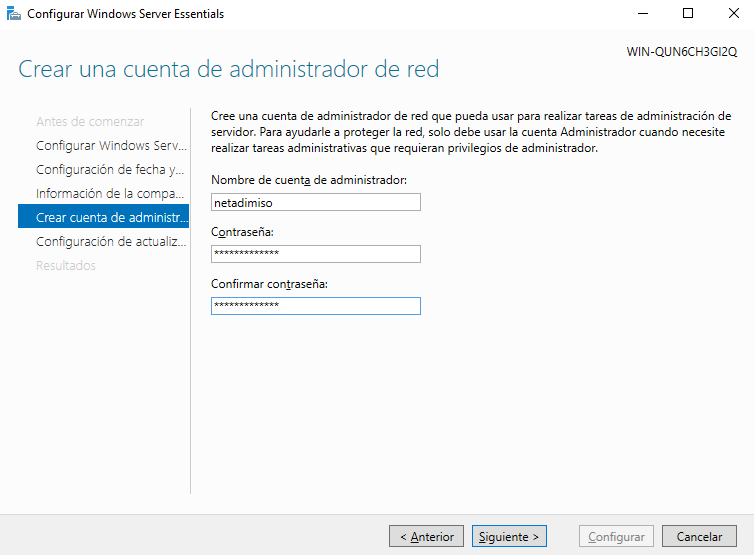 Configurar Windows Server Essentials
WIN-QUN6CH3GI2Q
Crear una cuenta de administrador de red
Antes de comenzar
Configurar Windows Serv...
Configuración de fecha y...
Información de la compa...
Crear cuenta de administr...
Configuración de actualiz...
Resultados
Cree una cuenta de administrador de red que pueda usar para realizar tareas de administración de
servidor. Para ayudarle a proteger la red, solo debe usar la cuenta Administrador cuando necesite
realizar tareas administrativas que requieran privilegios de administrador.
Nombre de cuenta de administrador:
netadimiso
Contraseña:
*************
Confirmar contraseña:
*************
< Anterior
Siguiente >
Configurar
Cancelar